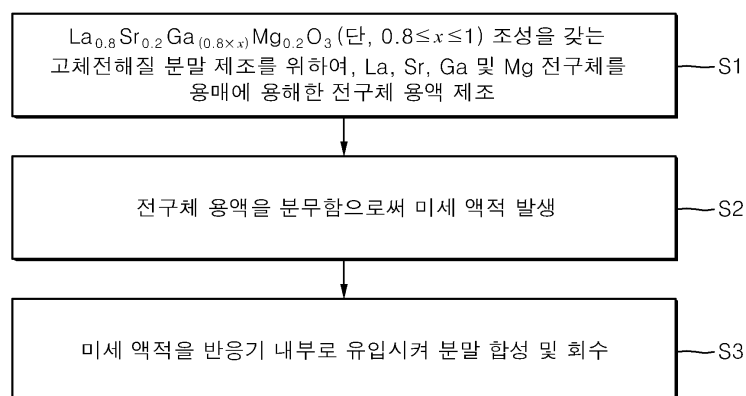 La0.8Sr0.2Ga(0.8×x)Mg0.2O3(단, 0.8≤x≤1) 조성을 갖는
고체전해질 분말 제조를 위하여, La, Sr, Ga 및 Mg 전구체를
용매에 용해한 전구체 용액 제조
S1
전구체 용액을 분무함으로써 미세 액적 발생
S2
미세 액적을 반응기 내부로 유입시켜 분말 합성 및 회수
S3